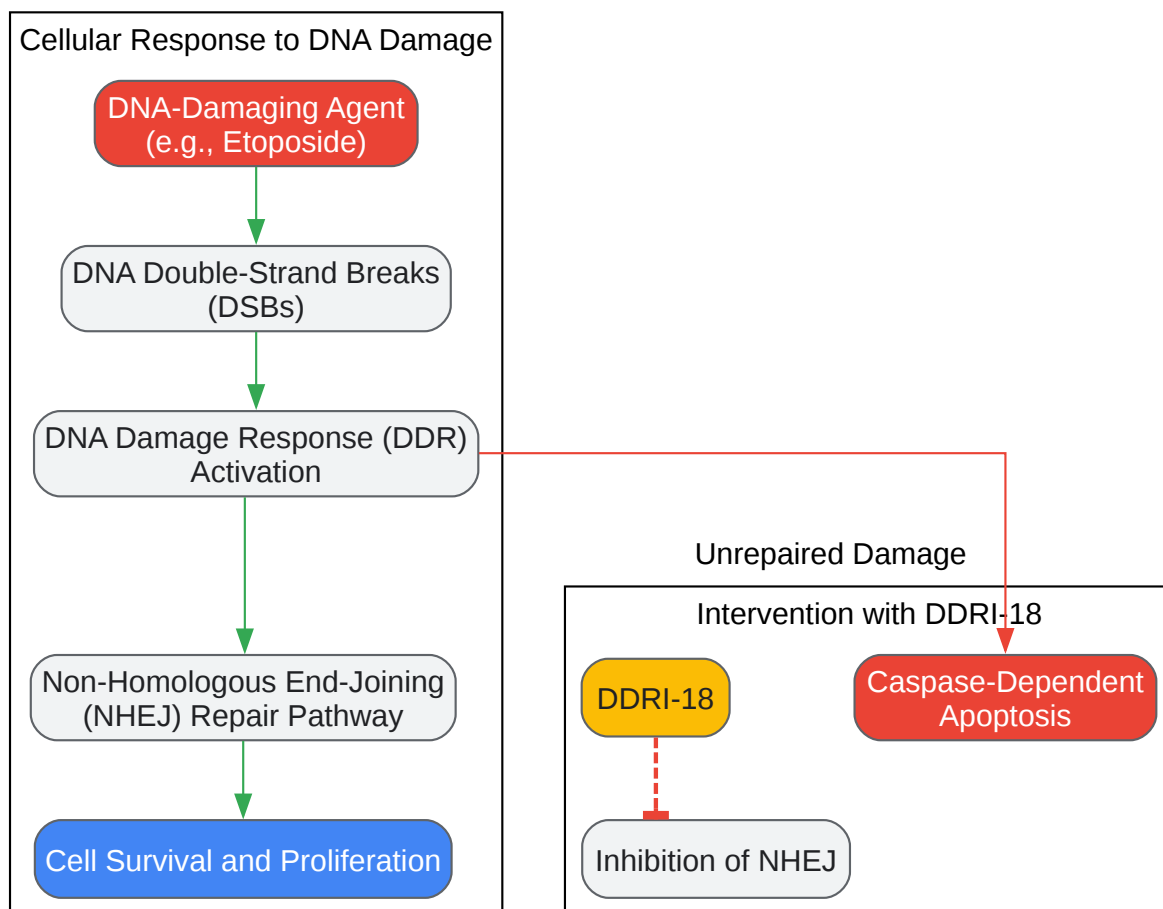 Cellular Response to DNA Damage
DNA-Damaging Agent
(e.g., Etoposide)
DNA Double-Strand Breaks
(DSBs)
DNA Damage Response (DDR)
Activation
Non-Homologous End-Joining
(NHEJ) Repair Pathway
Cell Survival and Proliferation
Unrepaired Damage
Intervention with DDRI-18
DDRI-18
Caspase-Dependent
Apoptosis
Inhibition of NHEJ